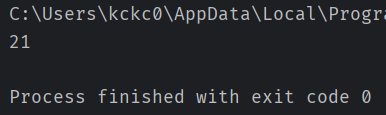 C:\Users\kckc0\AppData\Local\Progra
21
Process finished with exit code 0